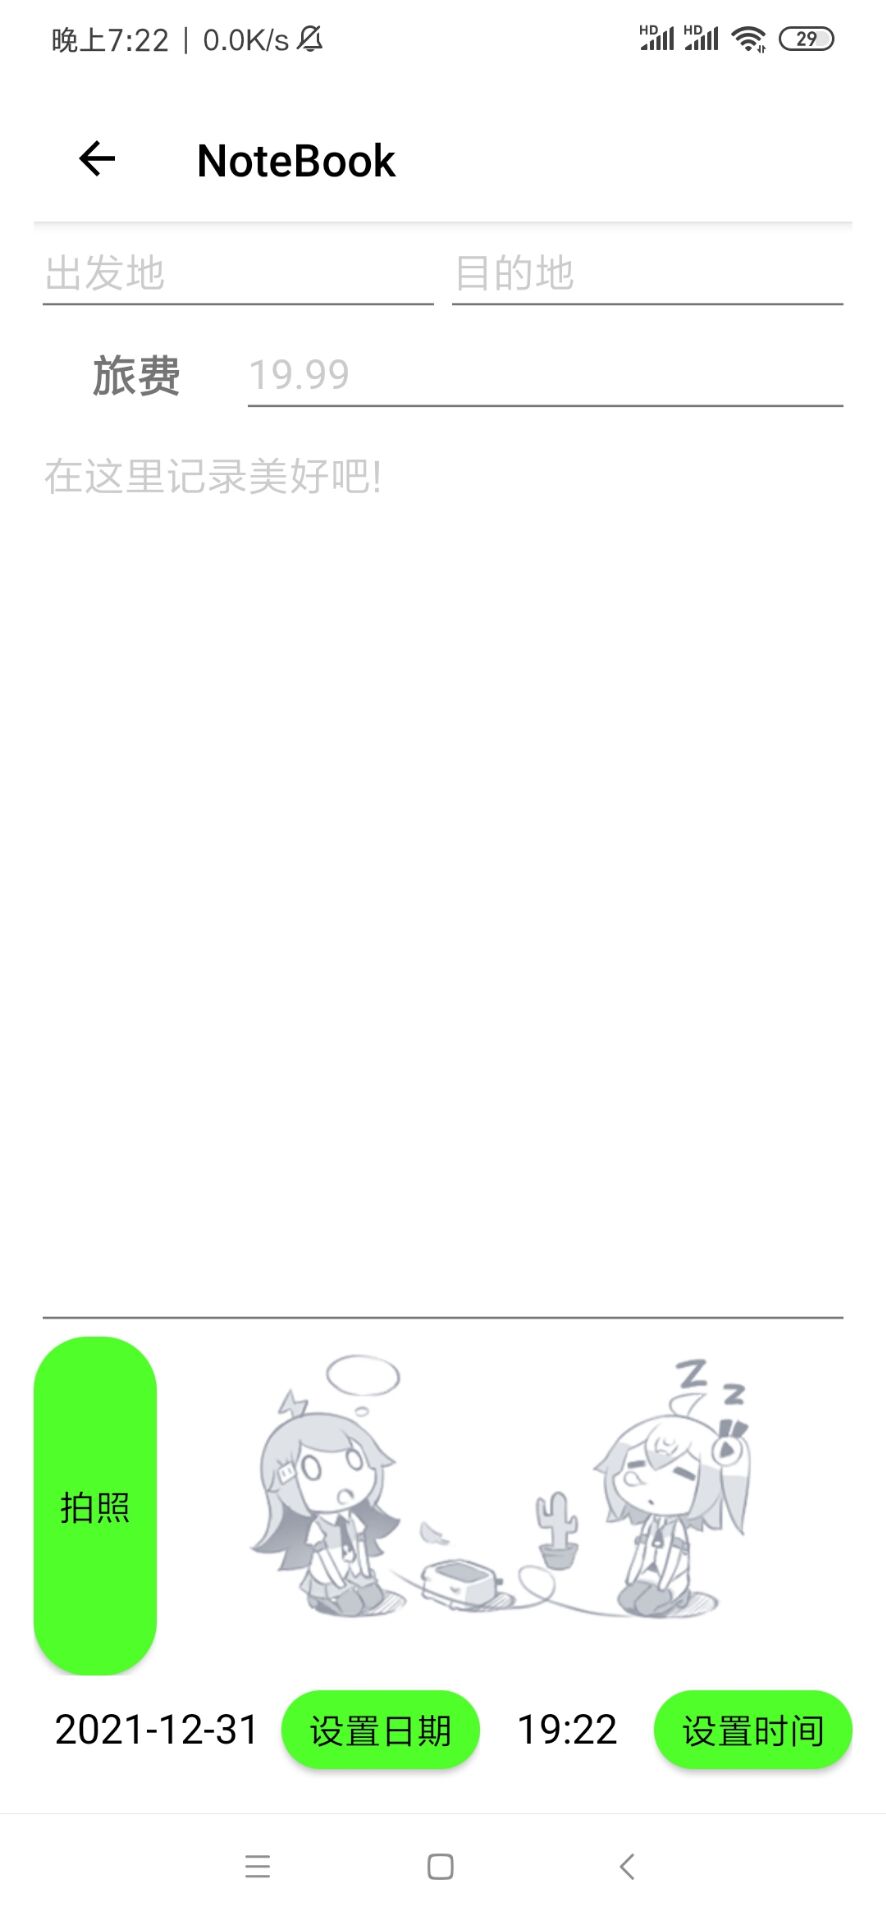 晚上7:22 | 0.0K/s HD HD 29
NoteBook
出发地 目的地
旅费 19.99
在这里记录美好吧!
z z
拍照
2021-12-31 设置日期 19:22 设置时间